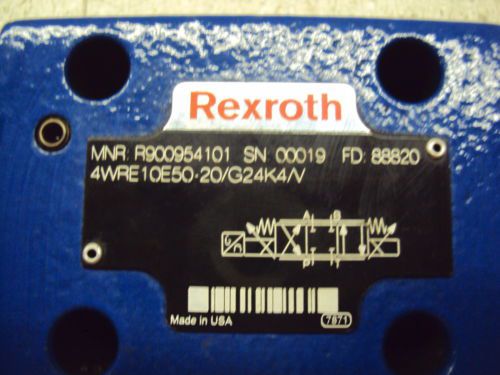 Rexroth
MNR: R900954101 SN: 00019 FD: 88820
4WRE10E50-20/G24K4/V
A B
P T
Made in USA
7871